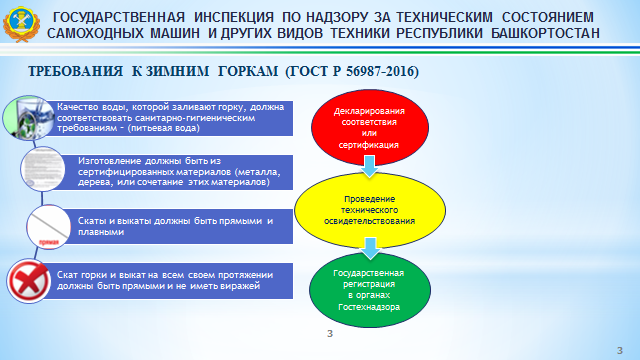 ГОСУДАРСТВЕННАЯ ИНСПЕКЦИЯ ПО НАДЗОРУ ЗА ТЕХНИЧЕСКИМ СОСТОЯНИЕМ
САМОХОДНЫХ МАШИН И ДРУГИХ ВИДОВ ТЕХНИКИ РЕСПУБЛИКИ БАШКОРТОСТАН
ТРЕБОВАНИЯ К ЗИМНИМ ГОРКАМ (ГОСТ Р 56987-2016)
Качество воды, которой заливают горку, должна
соответствовать санитарно-гигиеническим
требованиям - (питьевая вода)
Изготовление должны быть из
сертифицированных материалов (металла,
дерева, или сочетание этих материалов)
прямая
Скаты и выкаты должны быть прямыми и
плавными
Скат горки и выкат на всем своем протяжении
должны быть прямыми и не иметь виражей
Декларирования
соответствия
или
сертификация
Проведение
технического
освидетельствования
Государственная
регистрация
в органах
Гостехнадзора
3
3